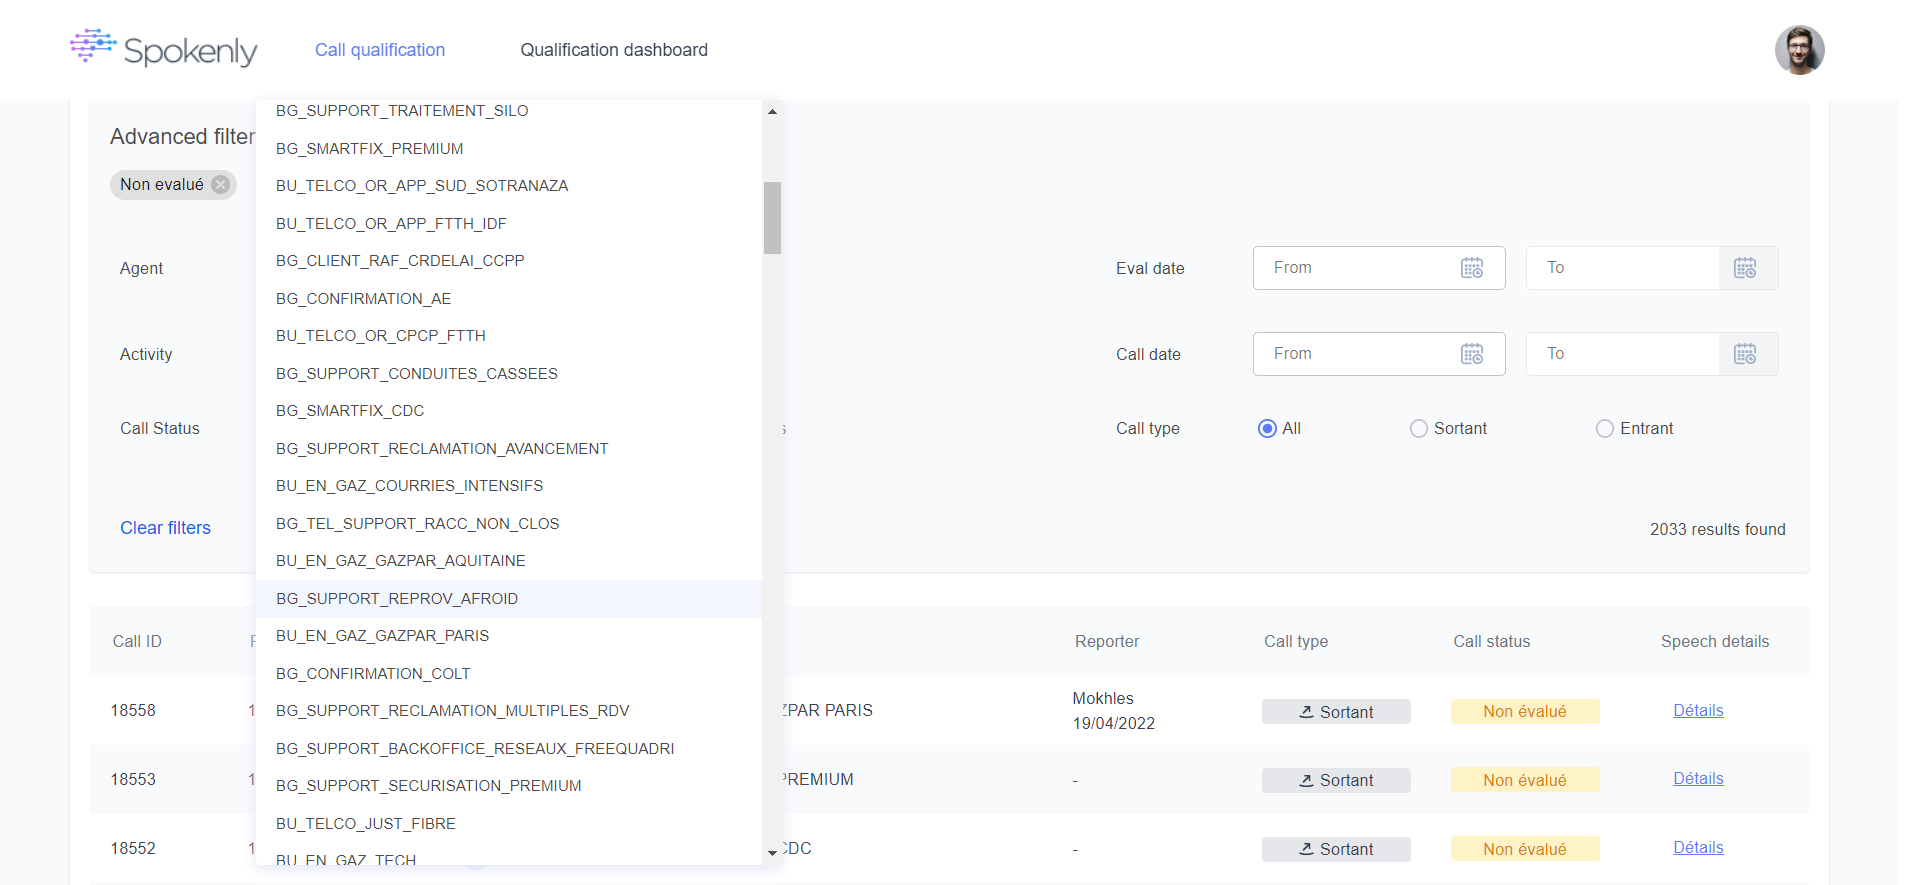 Spokenly
Call qualification
Qualification dashboard
Advanced filter
Non evalué
Agent
Activity
Call Status
Clear filters
BG_SUPPORT_TRAITEMENT_SILO
BG_SMARTFIX_PREMIUM
BU_TELCO_OR_APP_SUD_SOTRANAZA
BU_TELCO_OR_APP_FTTH_IDF
BG_CLIENT_RAF_CRDELAI_CCPP
BG_CONFIRMATION_AE
BU_TELCO_OR_CPCP_FTTH
BG_SUPPORT_CONDUITES_CASSEES
BG_SMARTFIX_CDC
BG_SUPPORT_RECLAMATION_AVANCEMENT
BU_EN_GAZ_COURRIES_INTENSIFS
BG_TEL_SUPPORT_RACC_NON_CLOS
BU_EN_GAZ_GAZPAR_AQUITAINE
BG_SUPPORT_REPROV_AFROID
BU_EN_GAZ_GAZPAR_PARIS
BG_CONFIRMATION_COLT
BG_SUPPORT_RECLAMATION_MULTIPLES_RDV
BG_SUPPORT_BACKOFFICE_RESEAUX_FREEQUADRI
BG_SUPPORT_SECURISATION_PREMIUM
BU_TELCO_JUST_FIBRE
BU_EN_GAZ_TECH
Eval date From To
Call date From To
Call type All Sortant Entrant
2033 results found
Call ID Reporter Call type Call status Speech details
18558 PAR PARIS Mokhles 19/04/2022 Sortant Non évalué Détails
18553 PREMIUM - Sortant Non évalué Détails
18552 CDC - Sortant Non évalué Détails